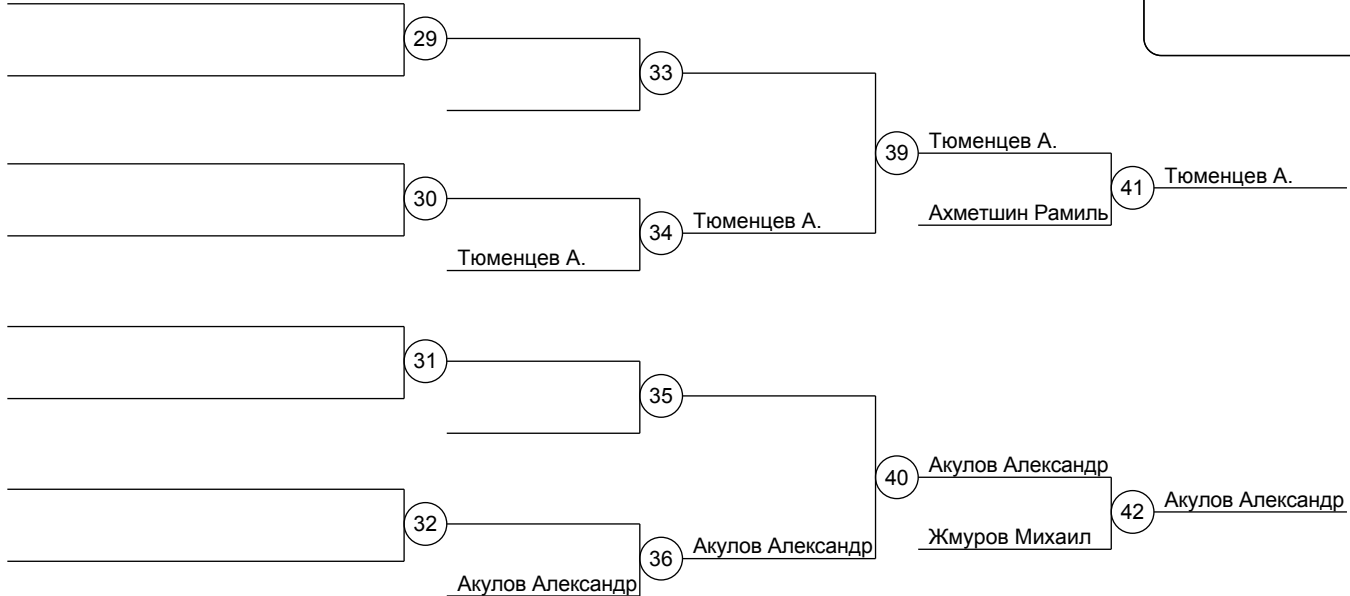 29
33
Тюменцев А.
39
Тюменцев А.
41
30
Ахметшин Рамиль
Тюменцев А.
34
Тюменцев А.
31
35
Акулов Александр
40
Акулов Александр
42
32
Жмуров Михаил
Акулов Александр
36
Акулов Александр